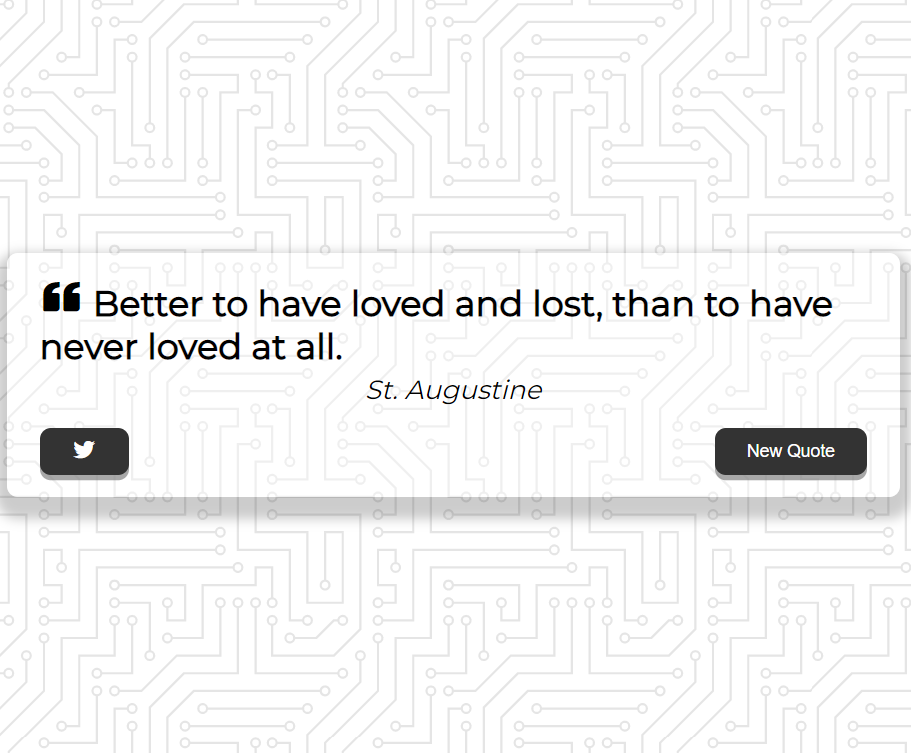 ❝ Better to have loved and lost, than to have
never loved at all.
St. Augustine
New Quote